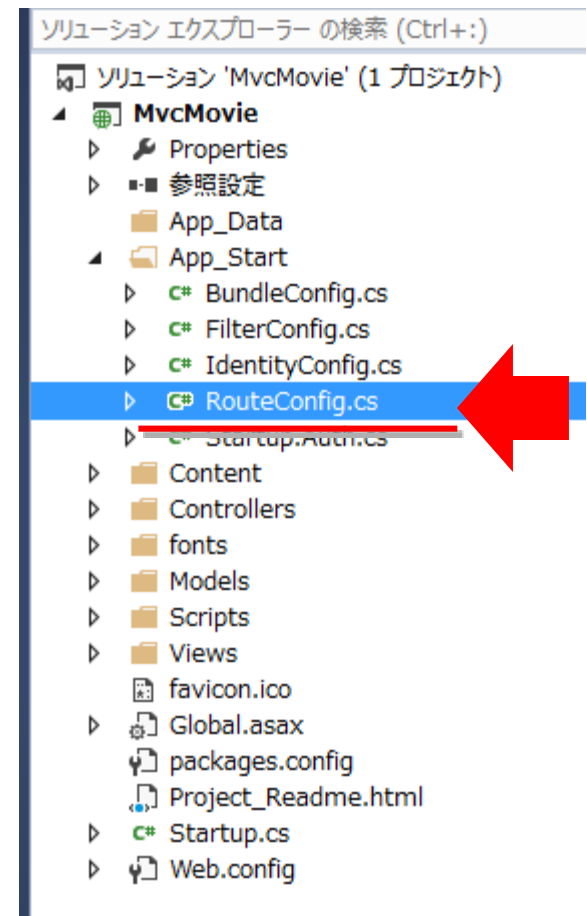 ソリューション エクスプローラー の検索 (Ctrl+:)
ソリューション 'MvcMovie' (1 プロジェクト)
MvcMovie
Properties
参照設定
App_Data
App_Start
C# BundleConfig.cs
C# FilterConfig.cs
C# IdentityConfig.cs
C# RouteConfig.cs
C# Startup.Auth.cs
Content
Controllers
fonts
Models
Scripts
Views
favicon.ico
Global.asax
packages.config
Project_Readme.html
C# Startup.cs
Web.config